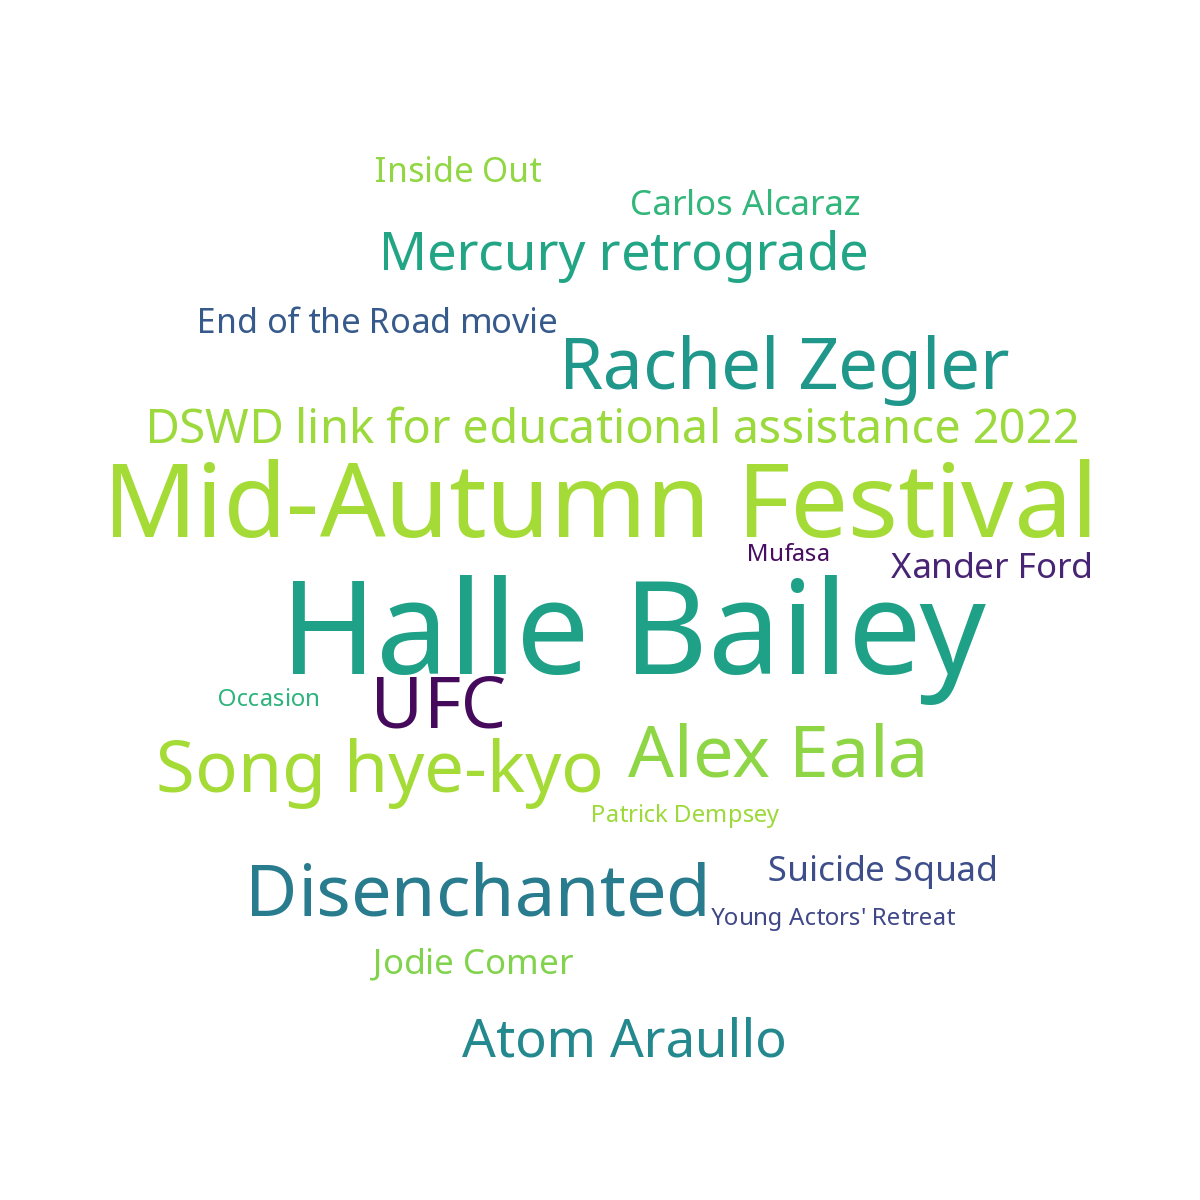 Inside Out
Carlos Alcaraz
Mercury retrograde
End of the Road movie
Rachel Zegler
DSWD link for educational assistance 2022
Mid-Autumn Festival
Mufasa
Xander Ford
Halle Bailey
Occasion
UFC
Song hye-kyo
Alex Eala
Patrick Dempsey
Disenchanted
Suicide Squad
Young Actors' Retreat
Jodie Comer
Atom Araullo